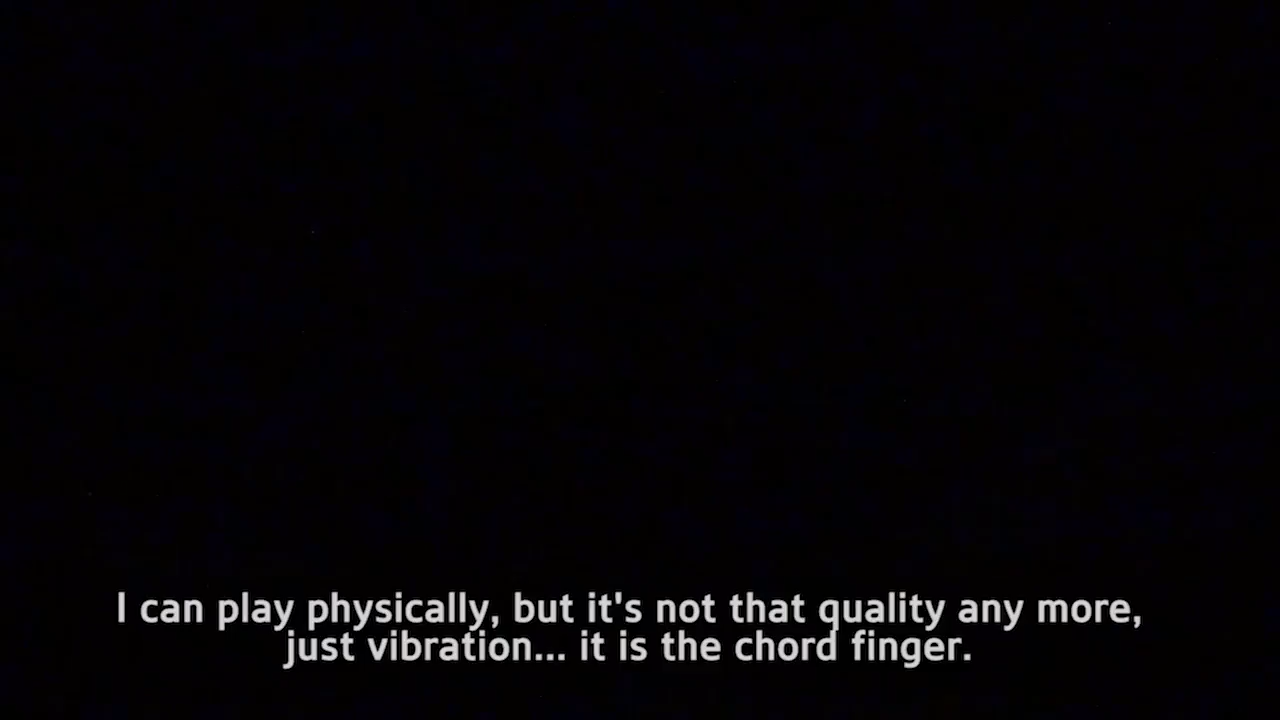 I can play physically, but it's not that quality any more,
just vibration... it is the chord finger.